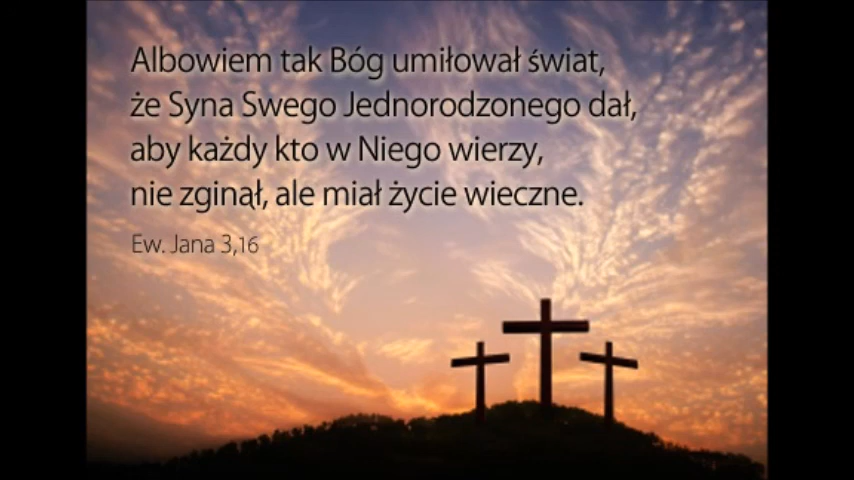 Albowiem tak Bóg umiłował świat,
że Syna Swego Jednorodzonego dał,
aby każdy kto w Niego wierzy,
nie zginął, ale miał życie wieczne.
Ew. Jana 3,16